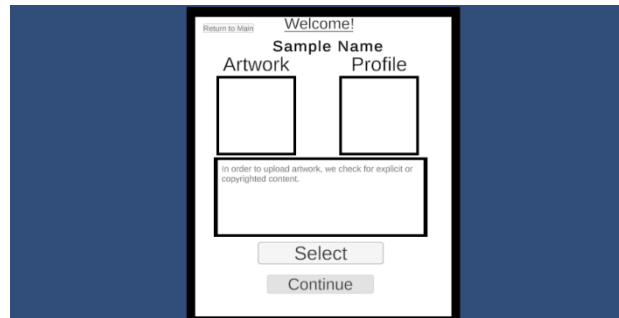 Welcome!
Return to Main
Sample Name
Artwork Profile
In order to upload artwork, we check for explicit or
copyrighted content.
Select
Continue